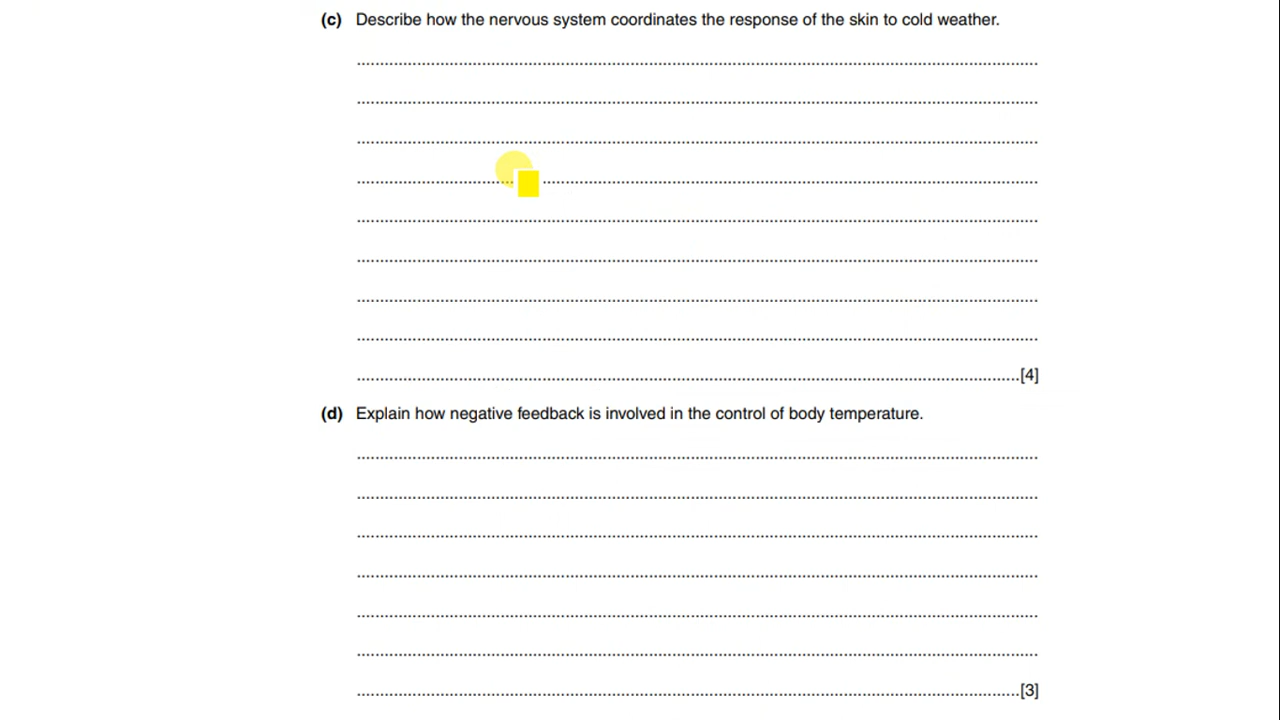 (c) Describe how the nervous system coordinates the response of the skin to cold weather.
[4]
(d) Explain how negative feedback is involved in the control of body temperature.
[3]